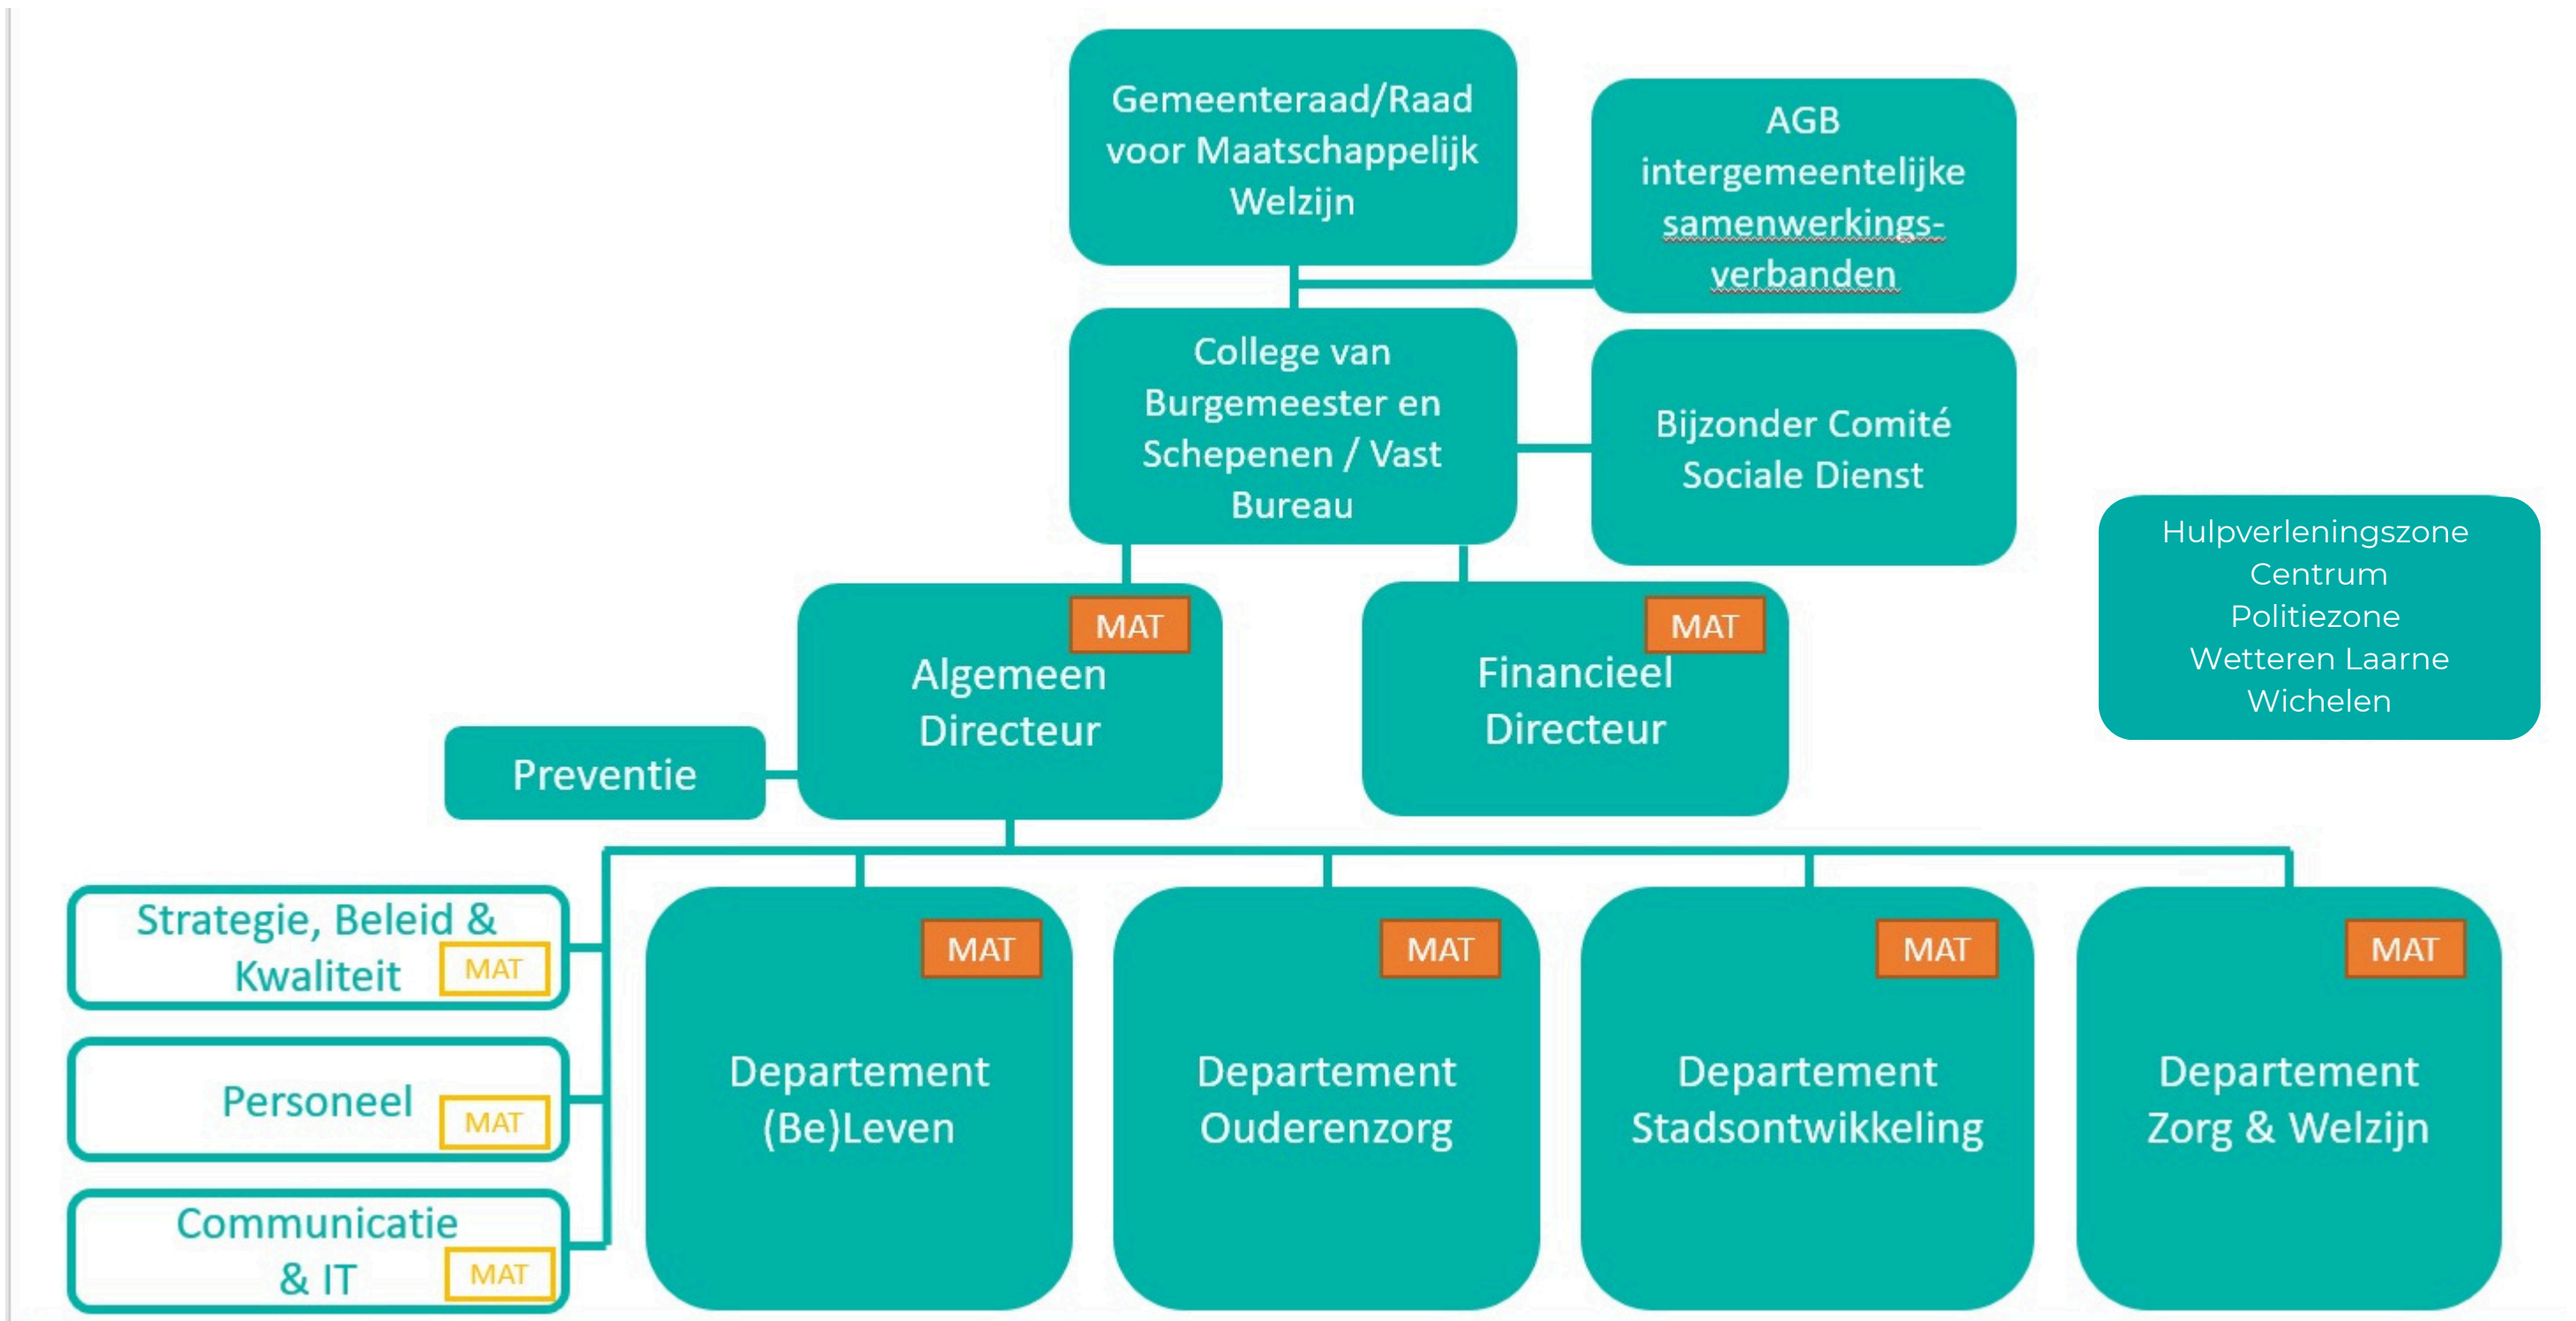 Gemeenteraad/Raad
voor Maatschappelijk
Welzijn
AGB
intergemeentelijke
samenwerkings-
verbanden
College van
Burgemeester en
Schepenen / Vast
Bureau
Bijzonder Comité
Sociale Dienst
Hulpverleningszone
Centrum
Politiezone
Wetteren Laarne
Wichelen
MAT
Algemeen
Directeur
MAT
Financieel
Directeur
Preventie
Strategie, Beleid &
Kwaliteit
MAT
Personeel
MAT
Communicatie
& IT
MAT
MAT
Departement
(Be)Leven
MAT
Departement
Ouderenzorg
MAT
Departement
Stadsontwikkeling
MAT
Departement
Zorg & Welzijn